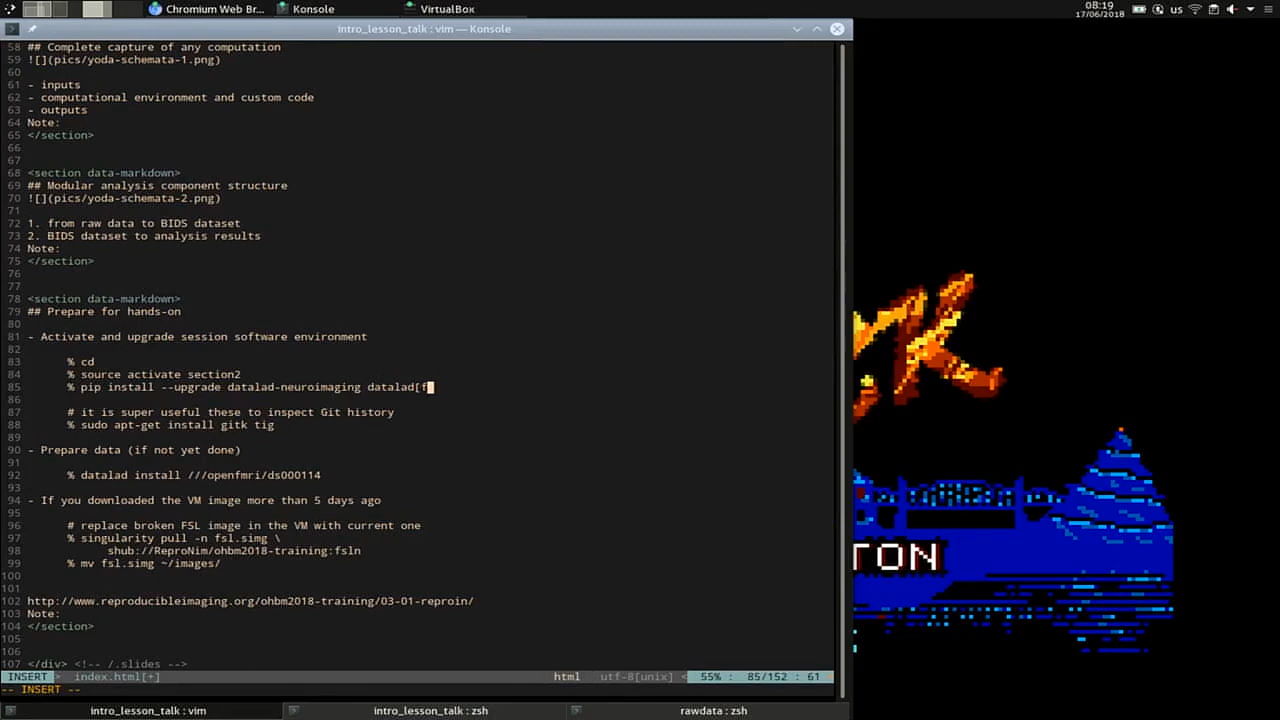 Chromium Web Br...
Konsole
VirtualBox
08:19
17/06/2018
us
intro_lesson_talk : vim — Konsole
58 ## Complete capture of any computation
59 ![](pics/yoda-schemata-1.png)
60
61 - inputs
62 - computational environment and custom code
63 - outputs
64 Note:
65 </section>
66
67
68 <section data-markdown>
69 ## Modular analysis component structure
70 ![](pics/yoda-schemata-2.png)
71
72 1. from raw data to BIDS dataset
73 2. BIDS dataset to analysis results
74 Note:
75 </section>
76
77
78 <section data-markdown>
79 ## Prepare for hands-on
80
81 - Activate and upgrade session software environment
82
83 % cd
84 % source activate section2
85 % pip install --upgrade datalad-neuroimaging datalad[f
86
87 # it is super useful these to inspect Git history
88 % sudo apt-get install gitk tig
89
90 - Prepare data (if not yet done)
91
92 % datalad install ///openfmri/ds000114
93
94 - If you downloaded the VM image more than 5 days ago
95
96 # replace broken FSL image in the VM with current one
97 % singularity pull -n fsl.simg \
98 shub://ReproNim/ohbm2018-training:fsln
99 % mv fsl.simg ~/images/
100
101
102 http://www.reproducibleimaging.org/ohbm2018-training/03-01-reproin/
103 Note:
104 </section>
105
106
107 </div> <!-- /.slides -->
INSERT > index.html[+] html utf-8[unix] < 55% : 85/152 : 61
-- INSERT --
intro_lesson_talk : vim
intro_lesson_talk : zsh
rawdata : zsh
K
TON